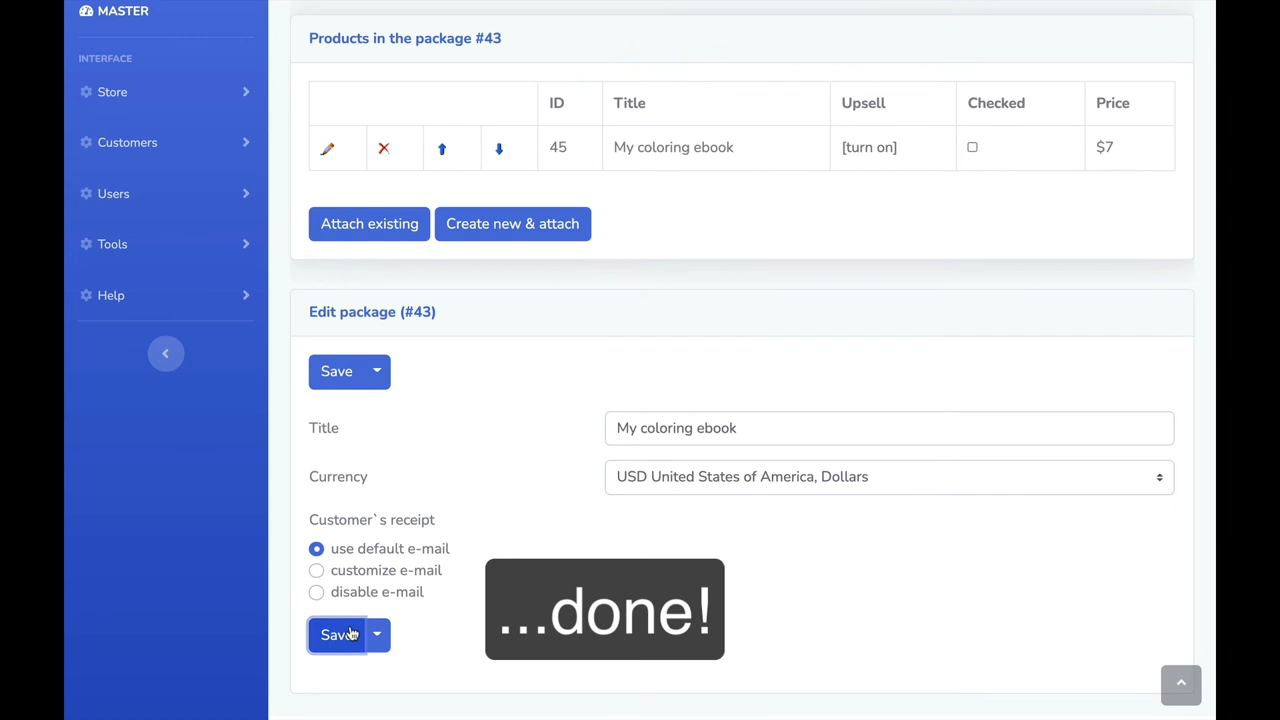 MASTER
INTERFACE
Store
Customers
Users
Tools
Help
Products in the package #43
ID Title Upsell Checked Price
45 My coloring ebook [turn on] $7
Attach existing Create new & attach
Edit package (#43)
Save
Title My coloring ebook
Currency USD United States of America, Dollars
Customer`s receipt
use default e-mail
customize e-mail
disable e-mail
Save
...done!